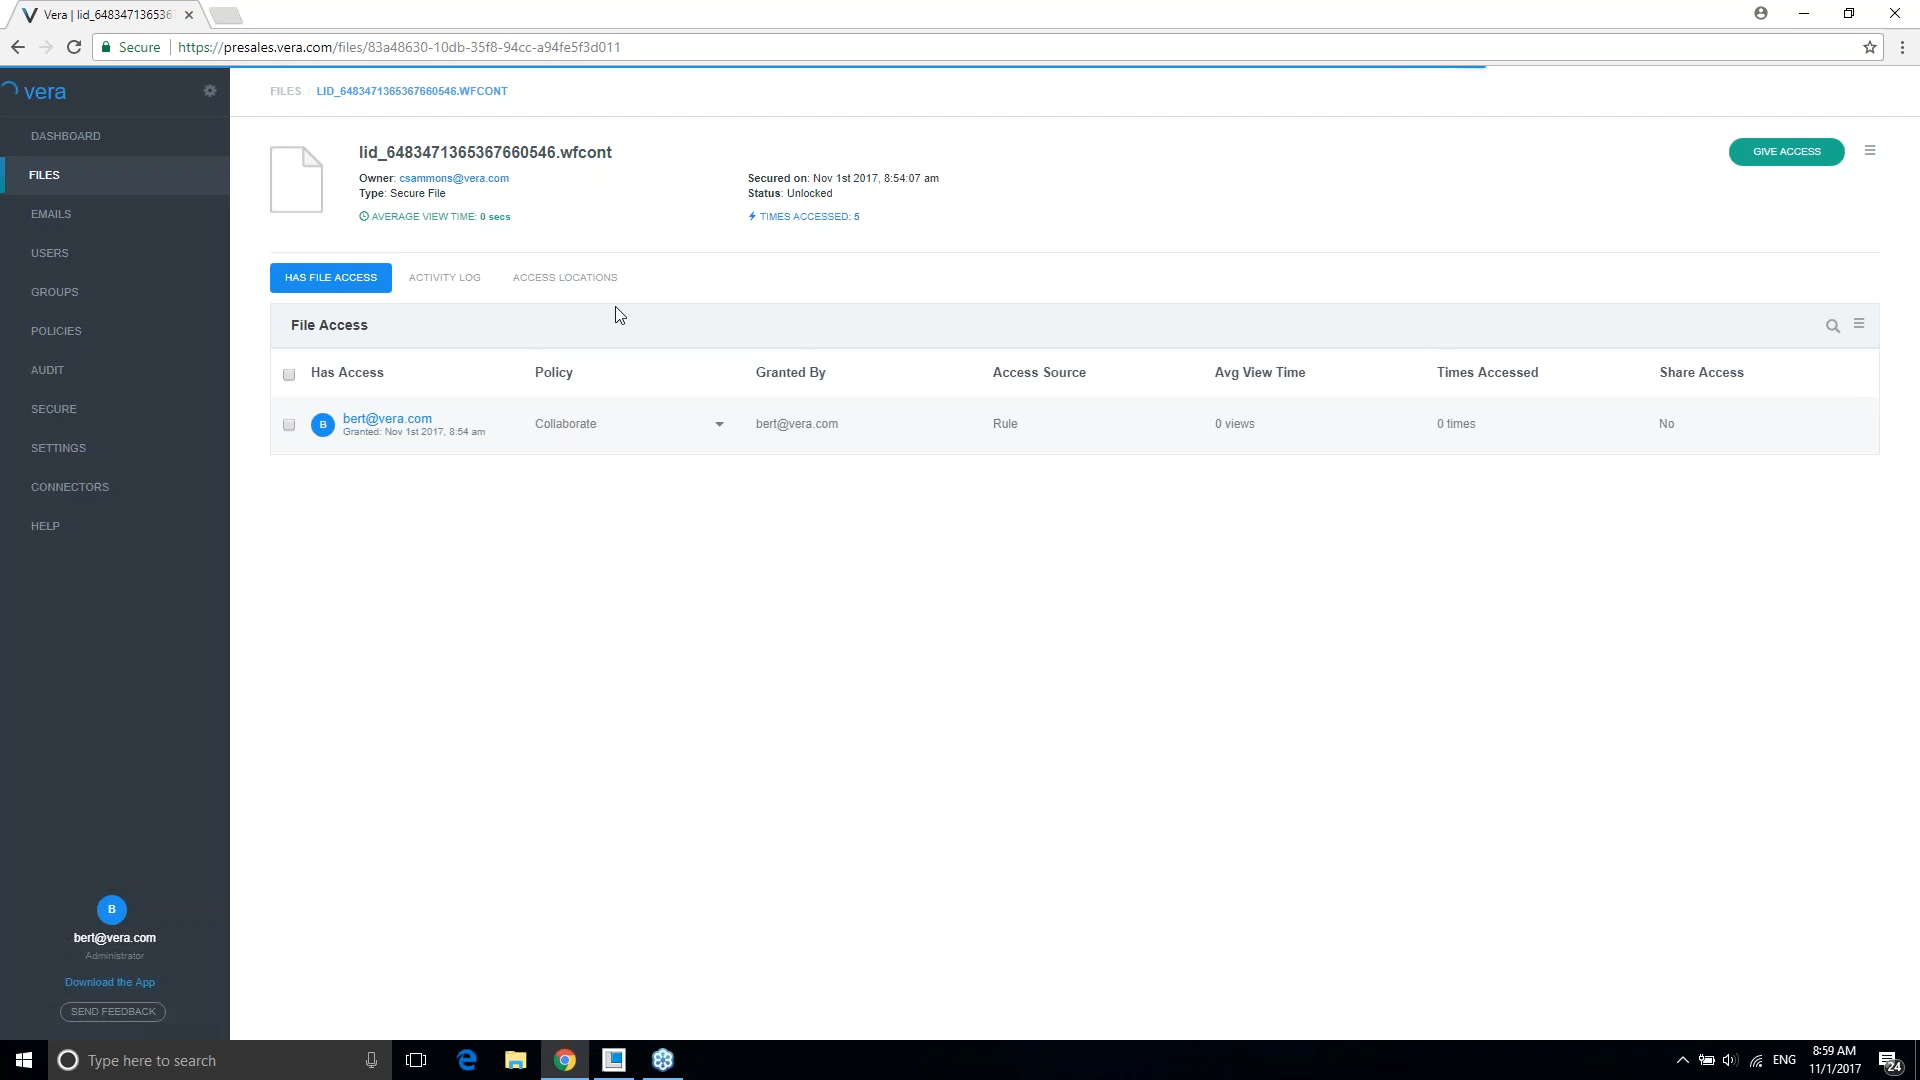 Vera | lid_648347136536
Secure
https://presales.vera.com/files/83a48630-10db-35f8-94cc-a94fe5f3d011
vera
FILES / LID_6483471365367660546.WFCONT
DASHBOARD
FILES
EMAILS
USERS
GROUPS
POLICIES
AUDIT
SECURE
SETTINGS
CONNECTORS
HELP
B
bert@vera.com
Administrator
Download the App
SEND FEEDBACK
lid_6483471365367660546.wfcont
Owner: csammons@vera.com
Type: Secure File
AVERAGE VIEW TIME: 0 secs
Secured on: Nov 1st 2017, 8:54:07 am
Status: Unlocked
TIMES ACCESSED: 5
GIVE ACCESS
HAS FILE ACCESS ACTIVITY LOG ACCESS LOCATIONS
File Access
Has Access Policy Granted By Access Source Avg View Time Times Accessed Share Access
B bert@vera.com Collaborate bert@vera.com Rule 0 views 0 times No
Granted: Nov 1st 2017, 8:54 am
Type here to search
ENG
8:59 AM
11/1/2017
24